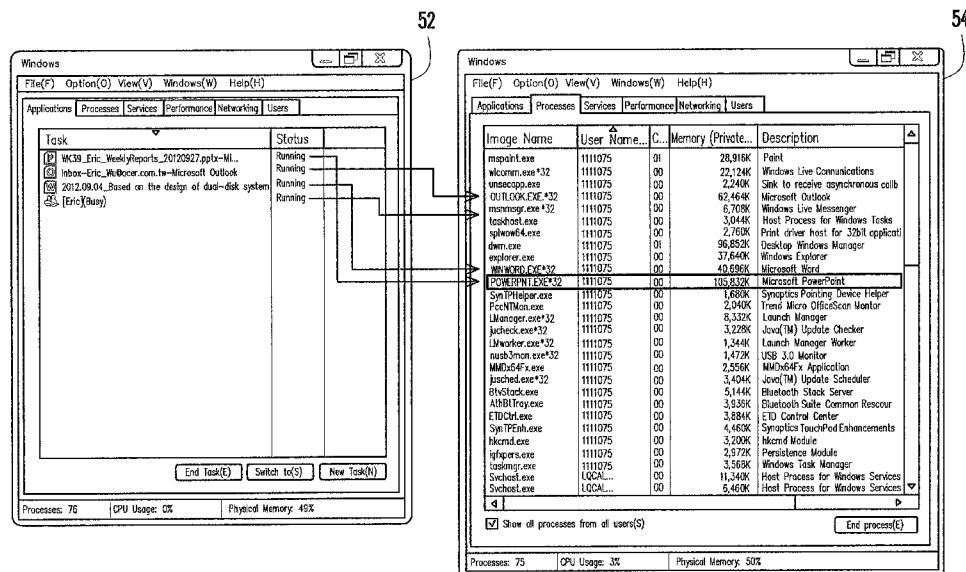 52
Windows
File(F) Option(O) View(V) Windows(W) Help(H)
Applications Processes Services Performance Networking Users
Task Status
WK39_Eric_WeeklyReports_20120927.pptx-Mi... Running
Inbox-Eric_Wu@acer.com.tw-Microsoft Outlook Running
2012.09.04_Based on the design of dual-disk system Running
[Eric](Busy) Running
End Task(E) Switch to(S) New Task(N)
Processes: 76 CPU Usage: 0% Physical Memory: 49%
54
Windows
File(F) Option(O) View(V) Windows(W) Help(H)
Applications Processes Services Performance Networking Users
Image Name User Name... C... Memory (Private... Description
mspaint.exe 1111075 01 28,916K Paint
wlcomm.exe*32 1111075 00 22,124K Windows Live Communications
unsecapp.exe 1111075 00 2,240K Sink to receive asynchronous callb
OUTLOOK.EXE.*32 1111075 00 62,464K Microsoft Outlook
msnmsgr.exe*32 1111075 00 6,708K Windows Live Messenger
taskhost.exe 1111075 00 3,044K Host Process for Windows Tasks
splwow64.exe 1111075 00 2,760K Print driver host for 32bit applicati
dwm.exe 1111075 01 96,852K Desktop Windows Manager
explorer.exe 1111075 00 37,640K Windows Explorer
WINWORD.EXE*32 1111075 00 40,696K Microsoft Word
POWERPNT.EXE*32 1111075 00 105,832K Microsoft PowerPoint
SynTPHelper.exe 1111075 00 1,680K Synaptics Pointing Device Helper
PccNTMon.exe 1111075 00 2,040K Trend Micro OfficeScan Montor
LManager.exe*32 1111075 00 8,332K Launch Manager
jucheck.exe*32 1111075 00 3,228K Java(TM) Update Checker
LMworker.exe*32 1111075 00 1,344K Launch Manager Worker
nusb3mon.exe*32 1111075 00 1,472K USB 3.0 Monitor
MMDx64Fx.exe 1111075 00 2,556K MMDx64Fx Application
jusched.exe*32 1111075 00 3,404K Java(TM) Update Scheduler
BtvStack.exe 1111075 00 5,144K Bluetooth Stack Server
AthBtTray.exe 1111075 00 3,936K Bluetooth Suite Common Rescour
ETDCtrl.exe 1111075 00 3,884K ETD Control Center
SynTPEnh.exe 1111075 00 4,460K Synaptics TouchPad Enhancements
hkcmd.exe 1111075 00 3,200K hkcmd Module
igfxpers.exe 1111075 00 2,972K Persistence Module
taskmgr.exe 1111075 00 3,568K Windows Task Manager
Svchost.exe LQCAL... 00 11,340K Host Process for Windows Services
Svchost.exe LQCAL... 00 6,460K Host Process for Windows Services
Show all processes from all users(S) End process(E)
Processes: 75 CPU Usage: 3% Physical Memory: 50%